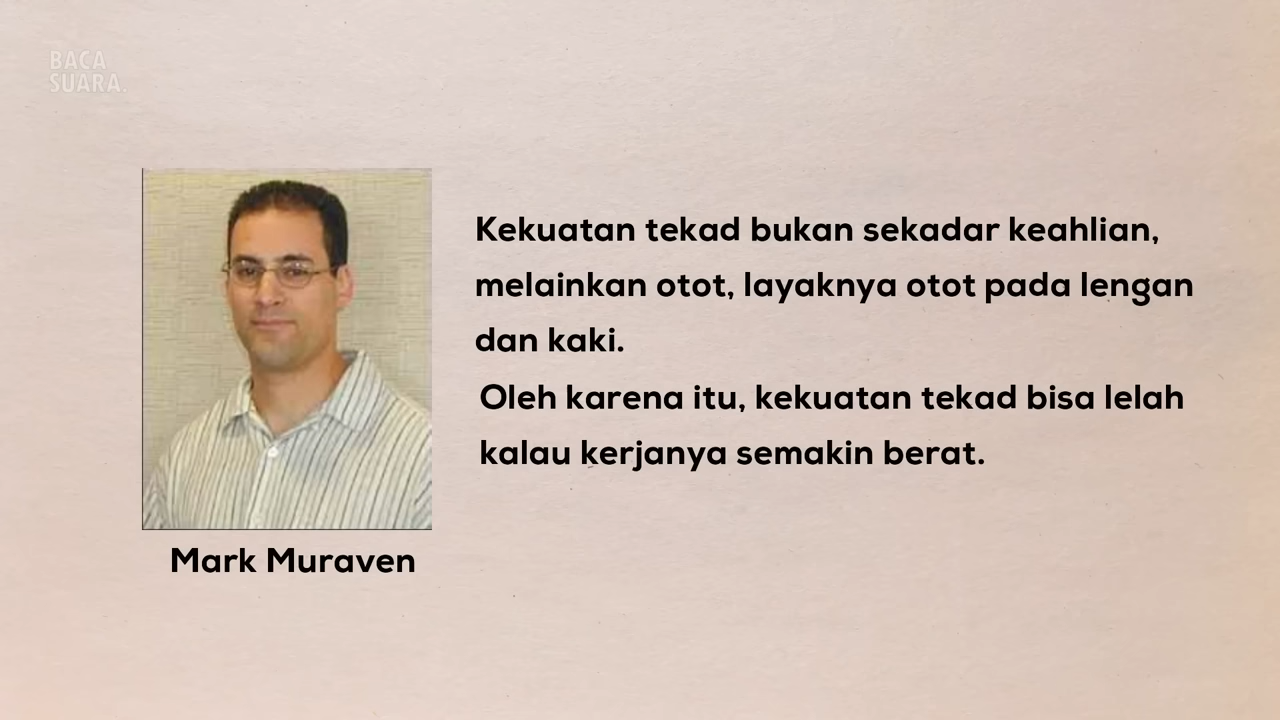 BACA
SUARA.
Kekuatan tekad bukan sekadar keahlian,
melainkan otot, layaknya otot pada lengan
dan kaki.
Oleh karena itu, kekuatan tekad bisa lelah
kalau kerjanya semakin berat.
Mark Muraven